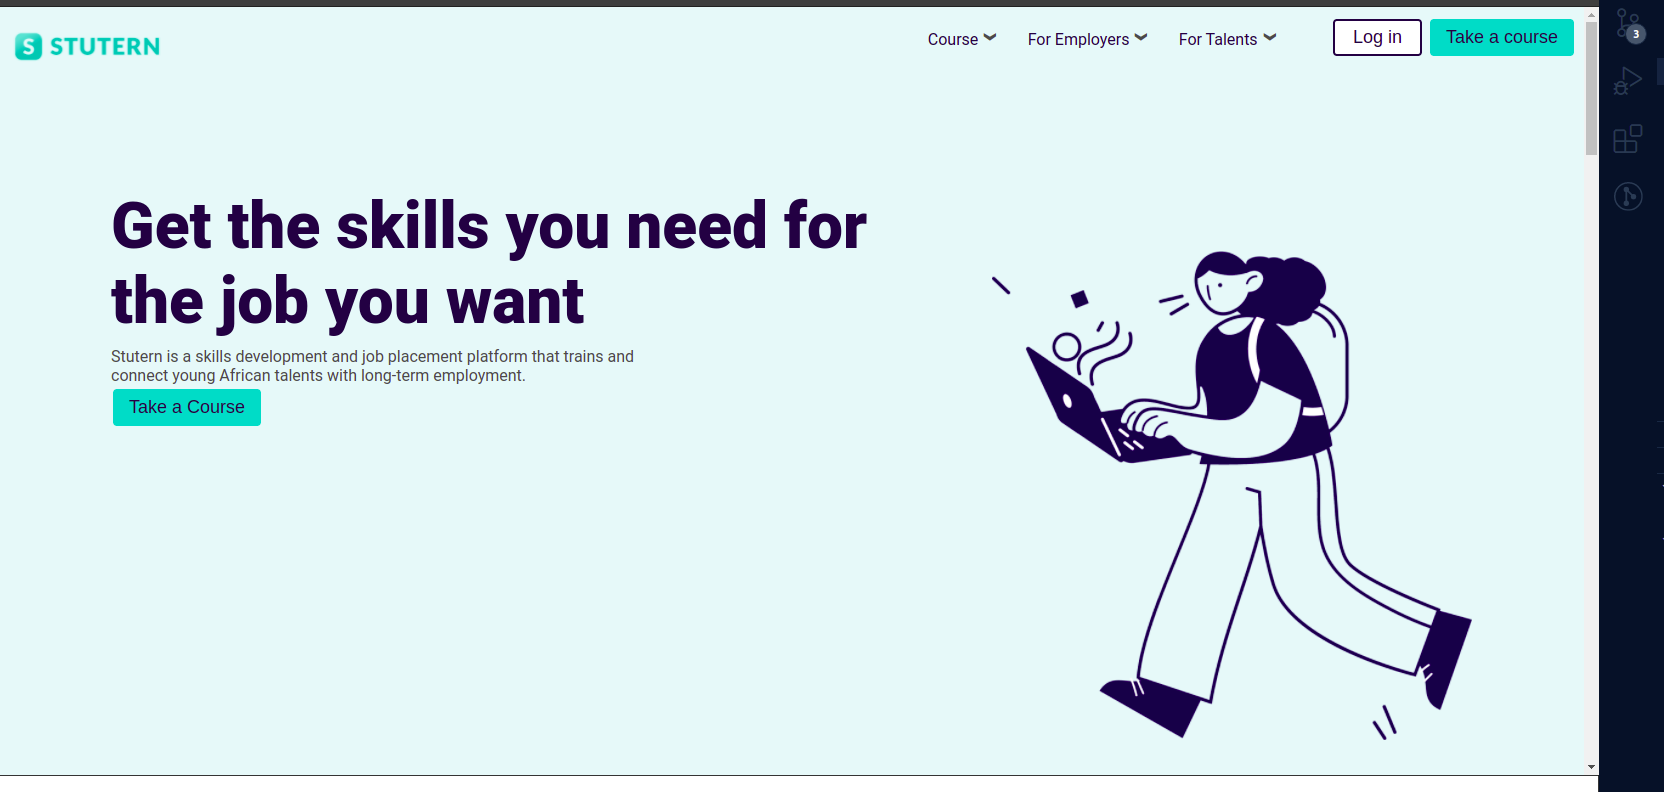 S STUTERN
Course For Employers For Talents Log in Take a course
3
Get the skills you need for
the job you want
Stutern is a skills development and job placement platform that trains and
connect young African talents with long-term employment.
Take a Course